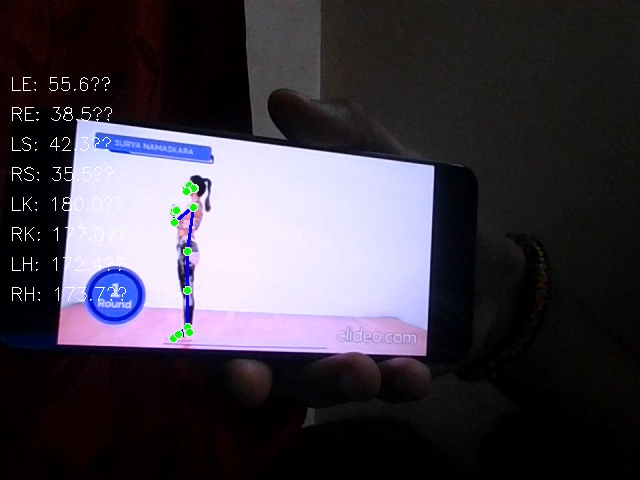 LE: 55.6??
RE: 38.5??
LS: 42.3??
SURYA NAMASKARA
RS: 35.5??
LK: 180.0??
RK: 177.0??
LH: 172.4??
RH: 173.7??
1
Round
clideo.com